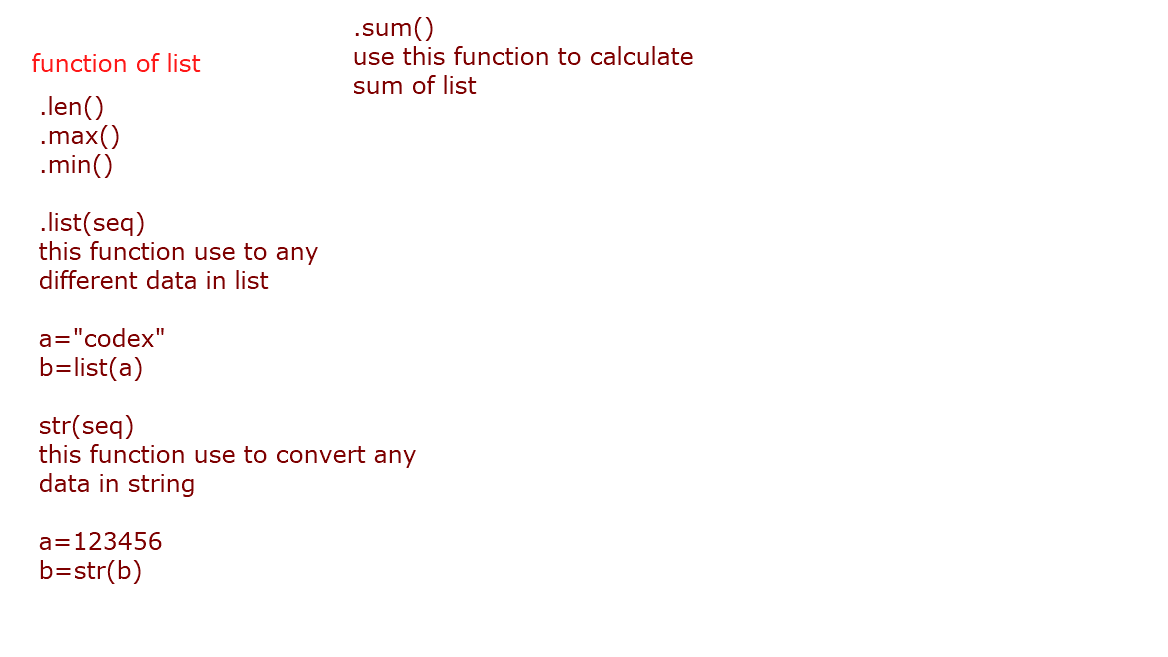 function of list
.len()
.max()
.min()
.list(seq)
this function use to any
different data in list
a="codex"
b=list(a)
str(seq)
this function use to convert any
data in string
a=123456
b=str(b)
.sum()
use this function to calculate
sum of list